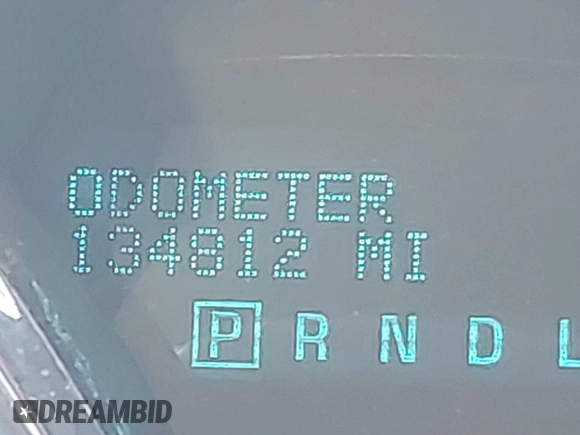 ODOMETER
134812 MI
P R N D L
DREAMBID